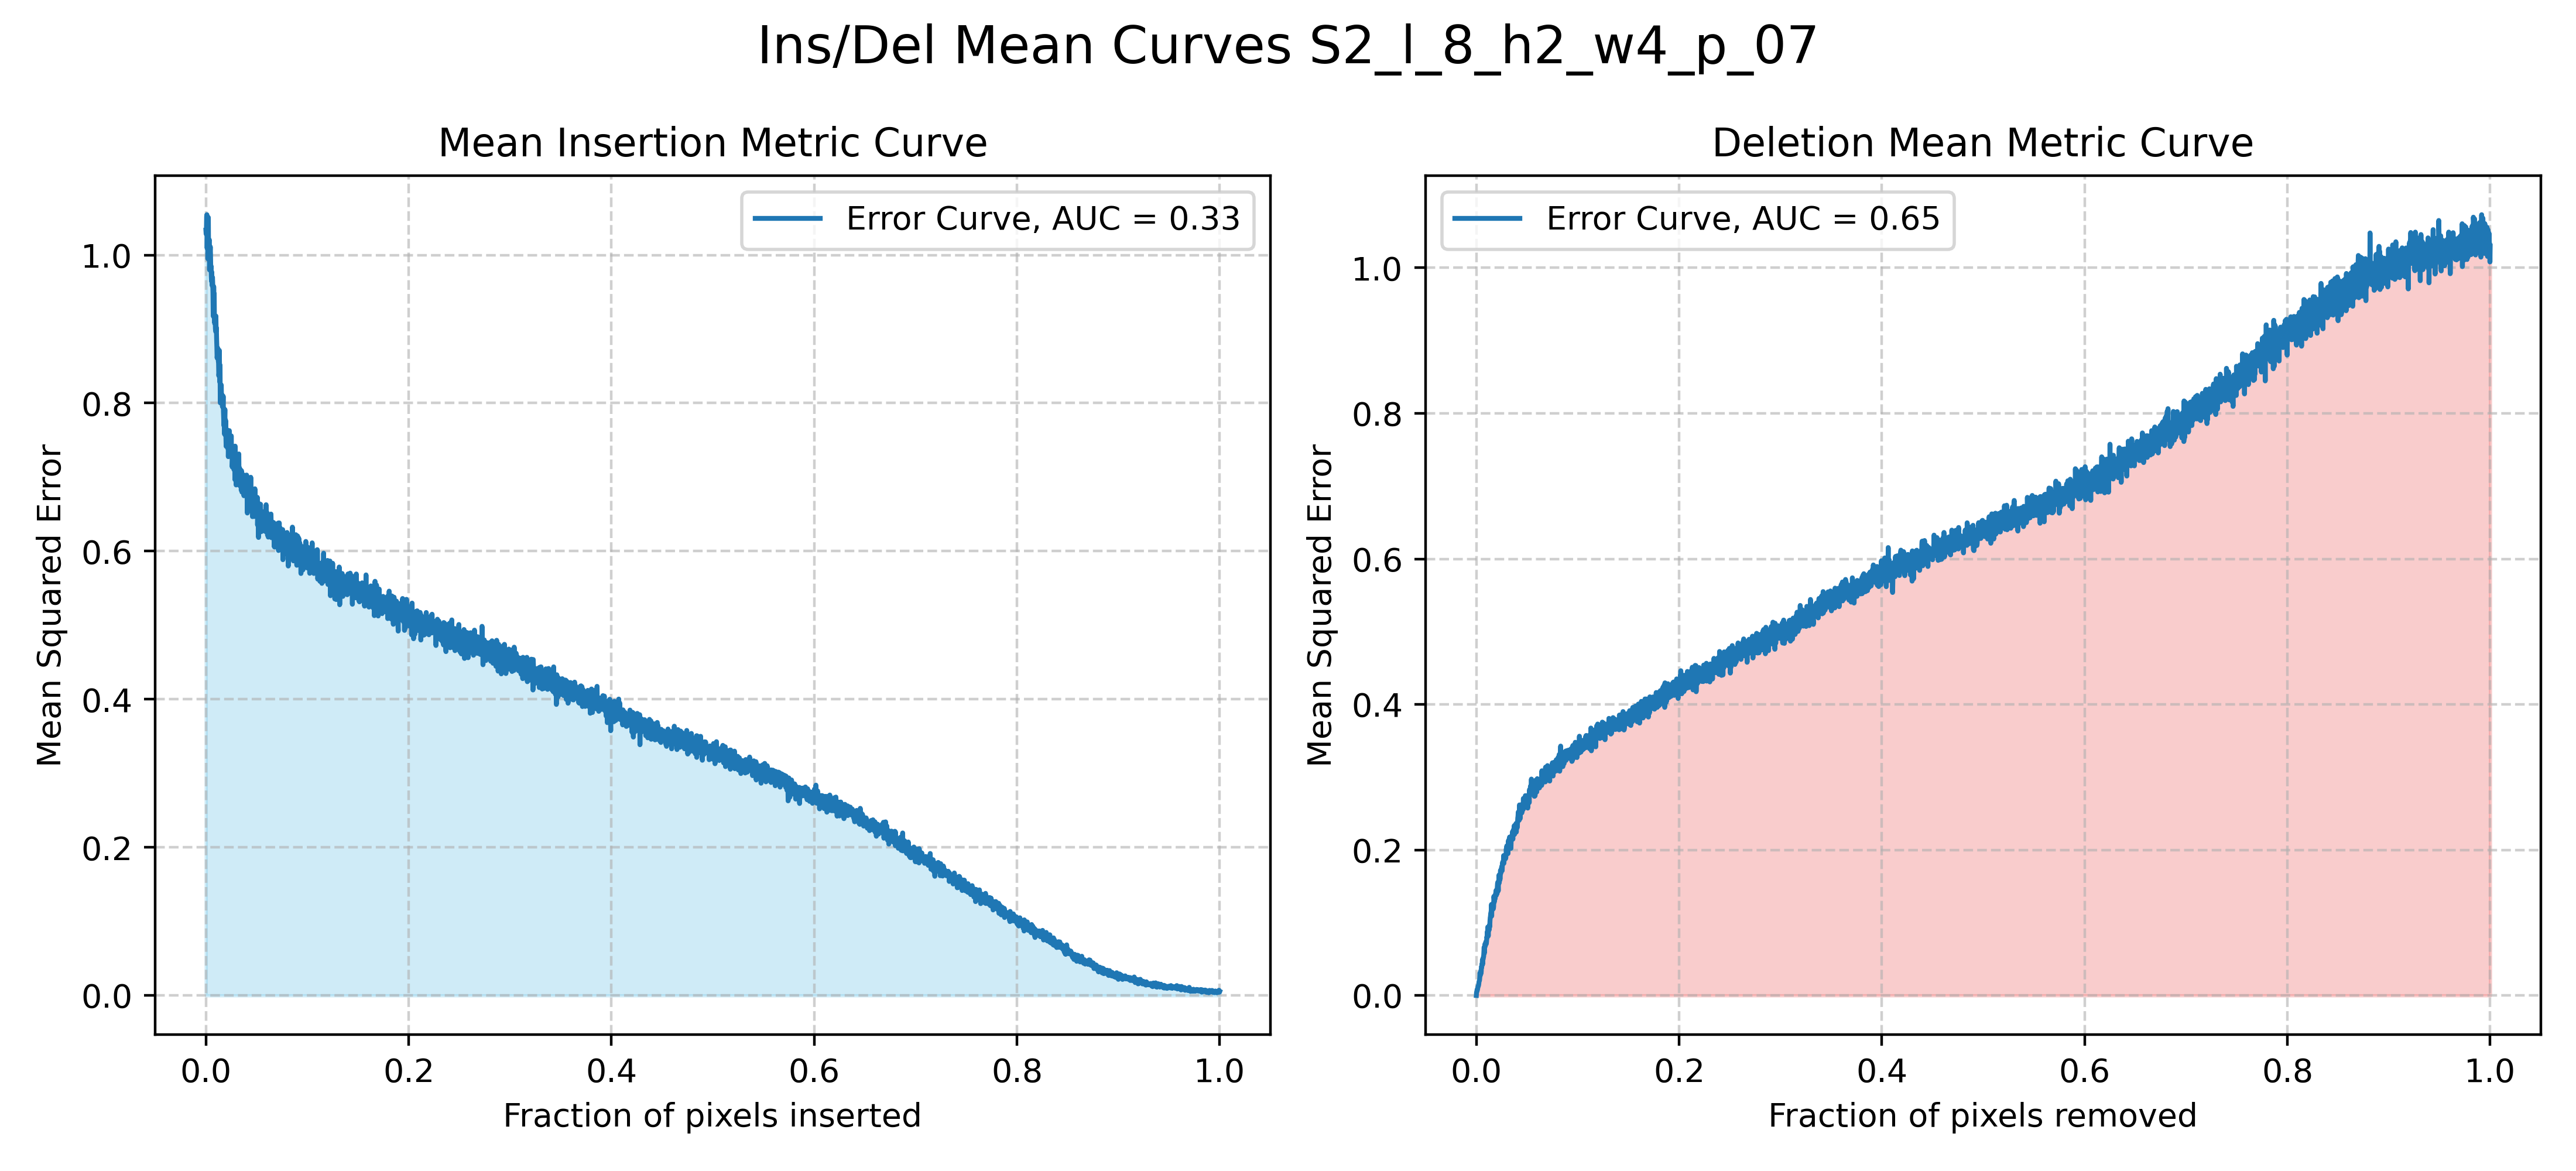 Ins/Del Mean Curves S2_l_8_h2_w4_p_07
Mean Insertion Metric Curve
Error Curve, AUC = 0.33
Mean Squared Error
1.0
0.8
0.6
0.4
0.2
0.0
0.0 0.2 0.4 0.6 0.8 1.0
Fraction of pixels inserted
Deletion Mean Metric Curve
Error Curve, AUC = 0.65
Mean Squared Error
1.0
0.8
0.6
0.4
0.2
0.0
0.0 0.2 0.4 0.6 0.8 1.0
Fraction of pixels removed